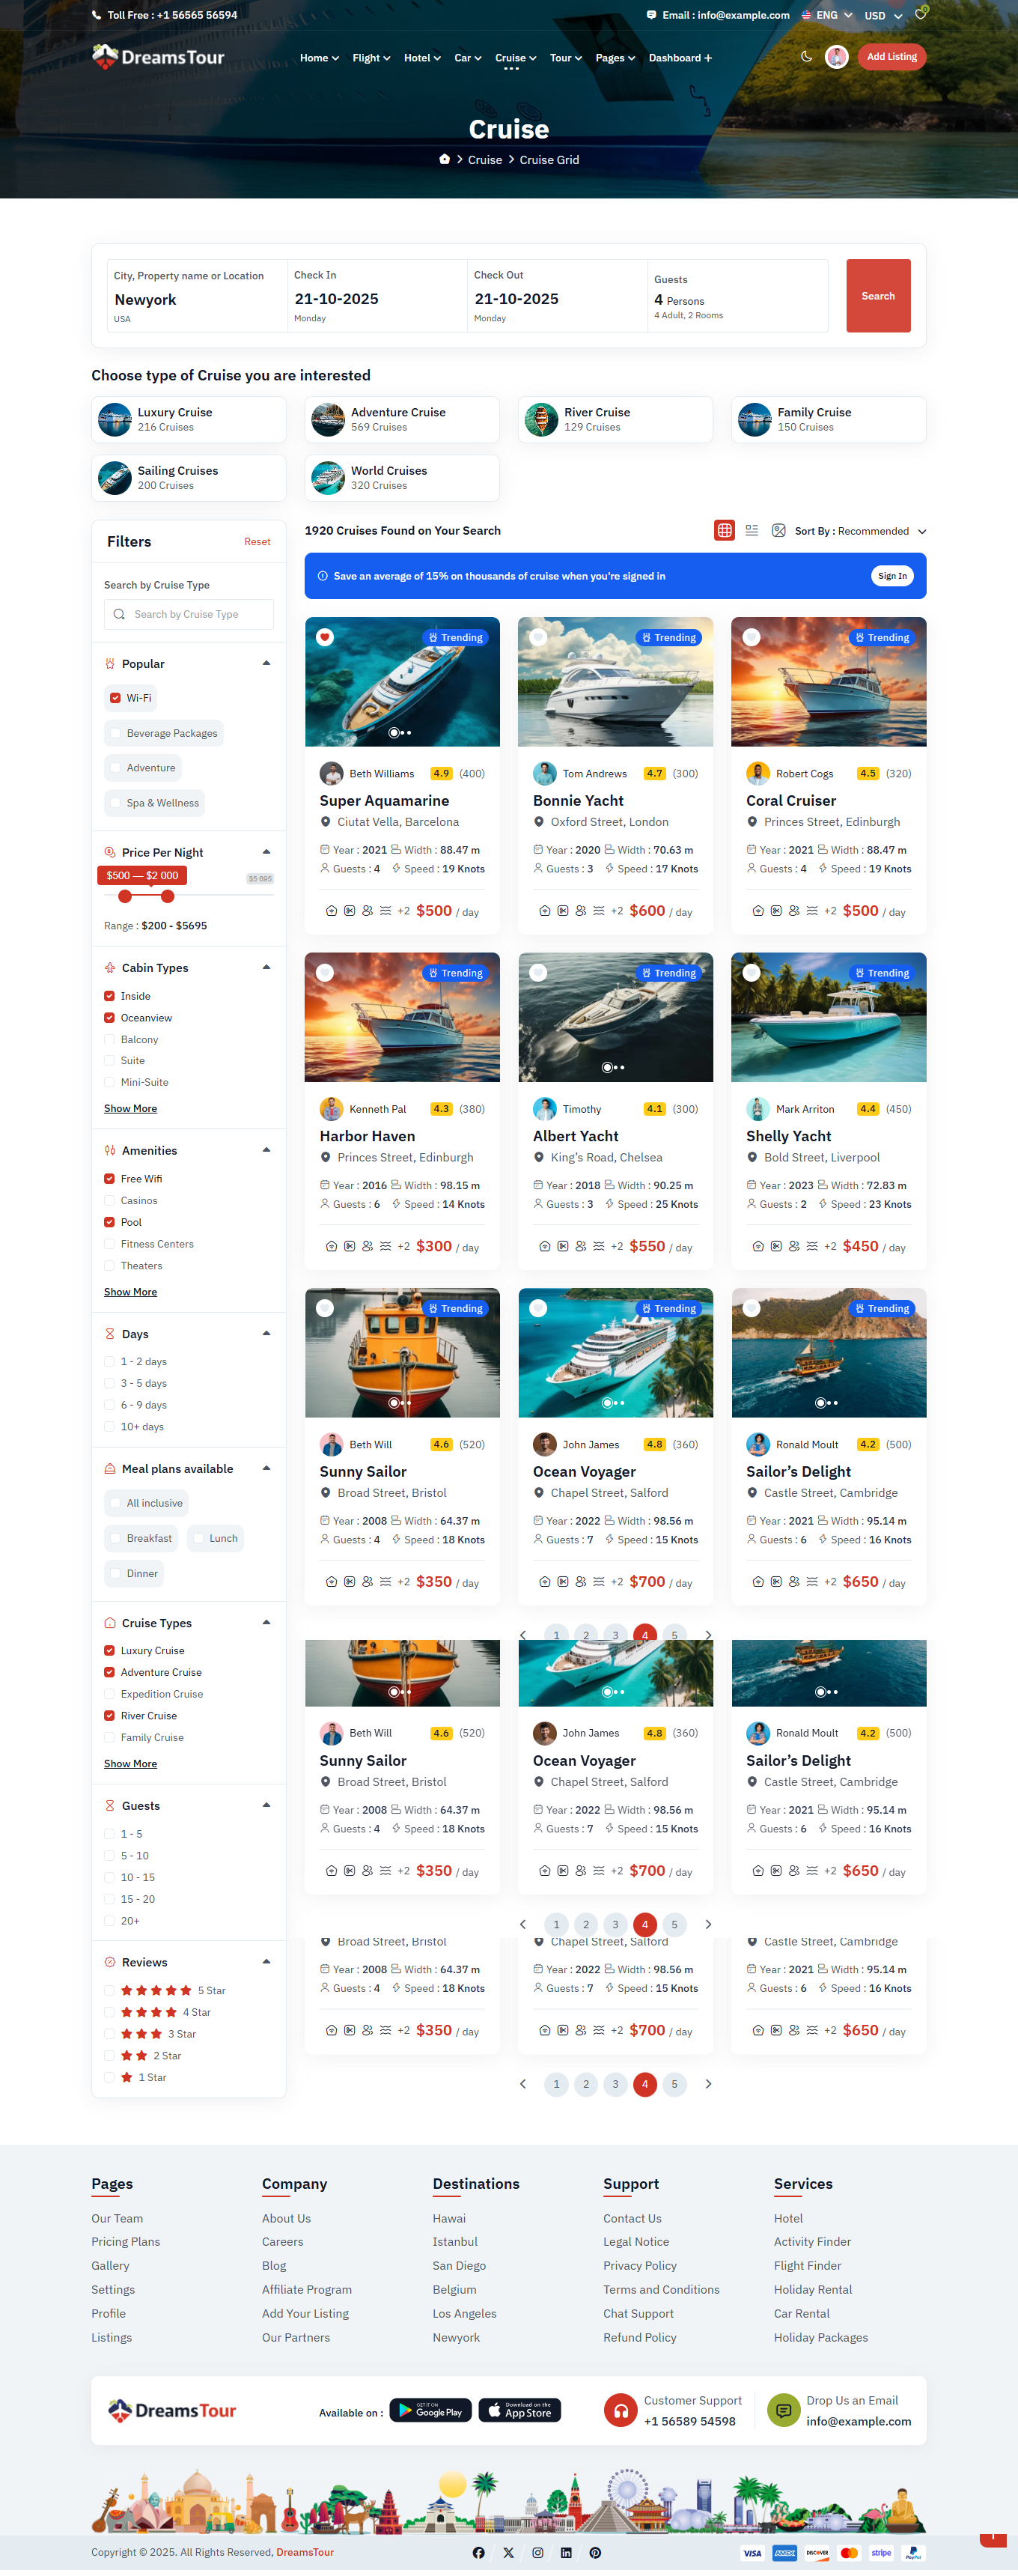 Toll Free : +1 56565 56594
Email : info@example.com ENG USD 0
DreamsTour
Home Flight Hotel Car Cruise Tour Pages Dashboard
Add Listing
Cruise
Cruise Cruise Grid
City, Property name or Location
Newyork
USA
Check In
21-10-2025
Monday
Check Out
21-10-2025
Monday
Guests
4 Persons
4 Adult, 2 Rooms
Search
Choose type of Cruise you are interested
Luxury Cruise
216 Cruises
Adventure Cruise
569 Cruises
River Cruise
129 Cruises
Family Cruise
150 Cruises
Sailing Cruises
200 Cruises
World Cruises
320 Cruises
Filters
Reset
Search by Cruise Type
Search by Cruise Type
Popular
Wi-Fi
Beverage Packages
Adventure
Spa & Wellness
Price Per Night
$500 — $2 000
$5 695
Range : $200 - $5695
Cabin Types
Inside
Oceanview
Balcony
Suite
Mini-Suite
Show More
Amenities
Free Wifi
Casinos
Pool
Fitness Centers
Theaters
Show More
Days
1 - 2 days
3 - 5 days
6 - 9 days
10+ days
Meal plans available
All inclusive
Breakfast Lunch
Dinner
Cruise Types
Luxury Cruise
Adventure Cruise
Expedition Cruise
River Cruise
Family Cruise
Show More
Guests
1 - 5
5 - 10
10 - 15
15 - 20
20+
Reviews
5 Star
4 Star
3 Star
2 Star
1 Star
1920 Cruises Found on Your Search
Sort By : Recommended
Save an average of 15% on thousands of cruise when you're signed in
Sign In
Trending
Beth Williams 4.9 (400)
Super Aquamarine
Ciutat Vella, Barcelona
Year : 2021 Width : 88.47 m
Guests : 4 Speed : 19 Knots
+2 $500 / day
Trending
Tom Andrews 4.7 (300)
Bonnie Yacht
Oxford Street, London
Year : 2020 Width : 70.63 m
Guests : 3 Speed : 17 Knots
+2 $600 / day
Trending
Robert Cogs 4.5 (320)
Coral Cruiser
Princes Street, Edinburgh
Year : 2021 Width : 88.47 m
Guests : 4 Speed : 19 Knots
+2 $500 / day
Trending
Kenneth Pal 4.3 (380)
Harbor Haven
Princes Street, Edinburgh
Year : 2016 Width : 98.15 m
Guests : 6 Speed : 14 Knots
+2 $300 / day
Trending
Timothy 4.1 (300)
Albert Yacht
King’s Road, Chelsea
Year : 2018 Width : 90.25 m
Guests : 3 Speed : 25 Knots
+2 $550 / day
Trending
Mark Arriton 4.4 (450)
Shelly Yacht
Bold Street, Liverpool
Year : 2023 Width : 72.83 m
Guests : 2 Speed : 23 Knots
+2 $450 / day
Trending
Beth Will 4.6 (520)
Sunny Sailor
Broad Street, Bristol
Year : 2008 Width : 64.37 m
Guests : 4 Speed : 18 Knots
+2 $350 / day
Trending
John James 4.8 (360)
Ocean Voyager
Chapel Street, Salford
Year : 2022 Width : 98.56 m
Guests : 7 Speed : 15 Knots
+2 $700 / day
Trending
Ronald Moult 4.2 (500)
Sailor’s Delight
Castle Street, Cambridge
Year : 2021 Width : 95.14 m
Guests : 6 Speed : 16 Knots
+2 $650 / day
1 2 3 4 5
Beth Will 4.6 (520)
Sunny Sailor
Broad Street, Bristol
Year : 2008 Width : 64.37 m
Guests : 4 Speed : 18 Knots
+2 $350 / day
John James 4.8 (360)
Ocean Voyager
Chapel Street, Salford
Year : 2022 Width : 98.56 m
Guests : 7 Speed : 15 Knots
+2 $700 / day
Ronald Moult 4.2 (500)
Sailor’s Delight
Castle Street, Cambridge
Year : 2021 Width : 95.14 m
Guests : 6 Speed : 16 Knots
+2 $650 / day
1 2 3 4 5
Broad Street, Bristol
Year : 2008 Width : 64.37 m
Guests : 4 Speed : 18 Knots
+2 $350 / day
Chapel Street, Salford
Year : 2022 Width : 98.56 m
Guests : 7 Speed : 15 Knots
+2 $700 / day
Castle Street, Cambridge
Year : 2021 Width : 95.14 m
Guests : 6 Speed : 16 Knots
+2 $650 / day
1 2 3 4 5
Pages
Our Team
Pricing Plans
Gallery
Settings
Profile
Listings
Company
About Us
Careers
Blog
Affiliate Program
Add Your Listing
Our Partners
Destinations
Hawai
Istanbul
San Diego
Belgium
Los Angeles
Newyork
Support
Contact Us
Legal Notice
Privacy Policy
Terms and Conditions
Chat Support
Refund Policy
Services
Hotel
Activity Finder
Flight Finder
Holiday Rental
Car Rental
Holiday Packages
DreamsTour
Available on :
GET IT ON
Google Play
Download on the
App Store
Customer Support
+1 56589 54598
Drop Us an Email
info@example.com
Copyright © 2025. All Rights Reserved, DreamsTour
VISA AMEX DISCOVER stripe PayPal